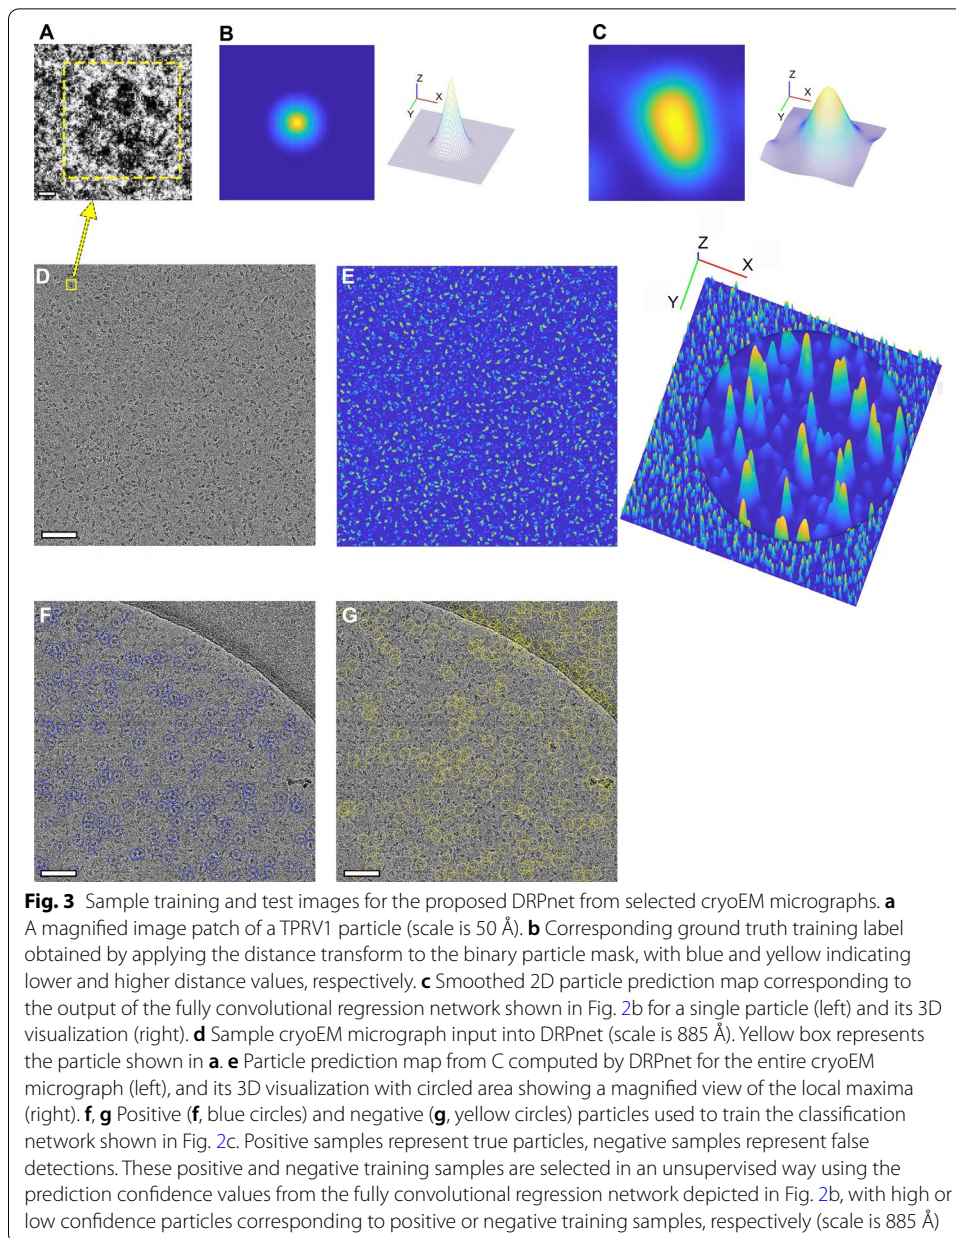 A
B
C
Z
X
Y
Z
X
Y
D
E
Z
X
Y
F
G
Fig. 3 Sample training and test images for the proposed DRPnet from selected cryoEM micrographs. a
A magnified image patch of a TPRV1 particle (scale is 50 Å). b Corresponding ground truth training label
obtained by applying the distance transform to the binary particle mask, with blue and yellow indicating
lower and higher distance values, respectively. c Smoothed 2D particle prediction map corresponding to
the output of the fully convolutional regression network shown in Fig. 2b for a single particle (left) and its 3D
visualization (right). d Sample cryoEM micrograph input into DRPnet (scale is 885 Å). Yellow box represents
the particle shown in a. e Particle prediction map from C computed by DRPnet for the entire cryoEM
micrograph (left), and its 3D visualization with circled area showing a magnified view of the local maxima
(right). f, g Positive (f, blue circles) and negative (g, yellow circles) particles used to train the classification
network shown in Fig. 2c. Positive samples represent true particles, negative samples represent false
detections. These positive and negative training samples are selected in an unsupervised way using the
prediction confidence values from the fully convolutional regression network depicted in Fig. 2b, with high or
low confidence particles corresponding to positive or negative training samples, respectively (scale is 885 Å)